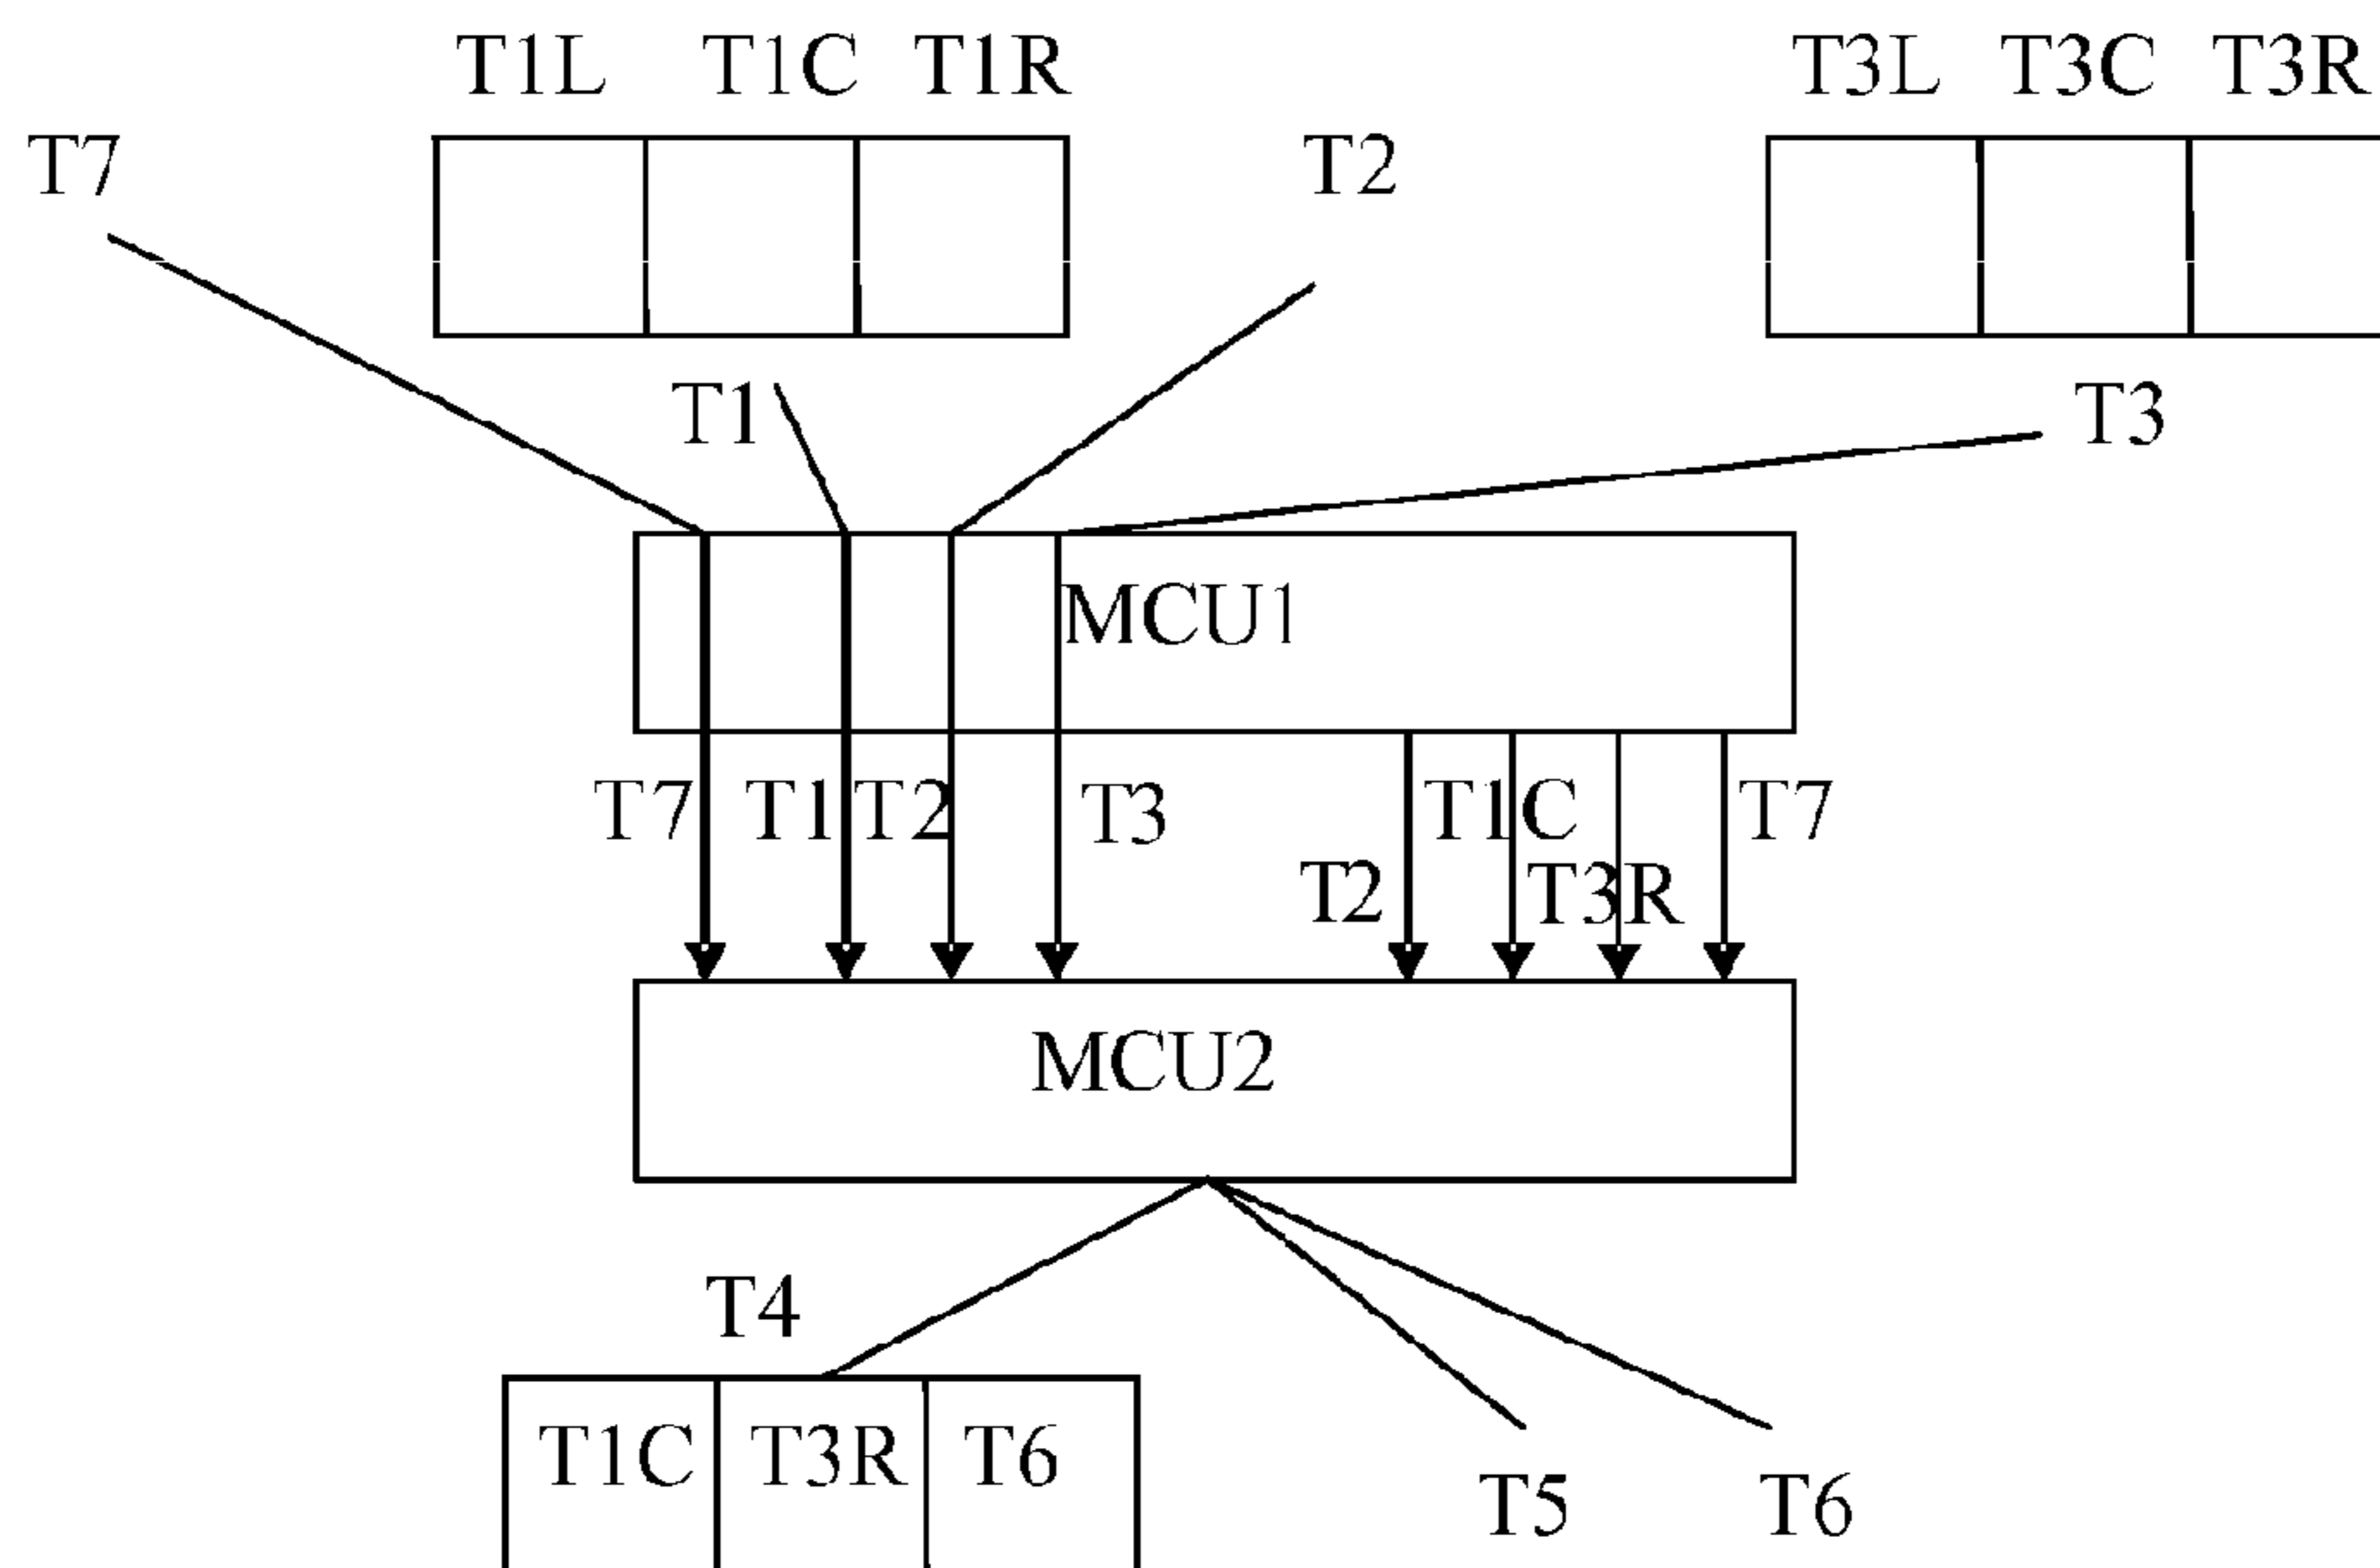 T1L T1C T1R T3L T3C T3R
T7 T2
T1 T3
MCU1
T7 T1 T2 T3 T1C T7
T2 T3R
MCU2
T4
T1C T3R T6
T5 T6